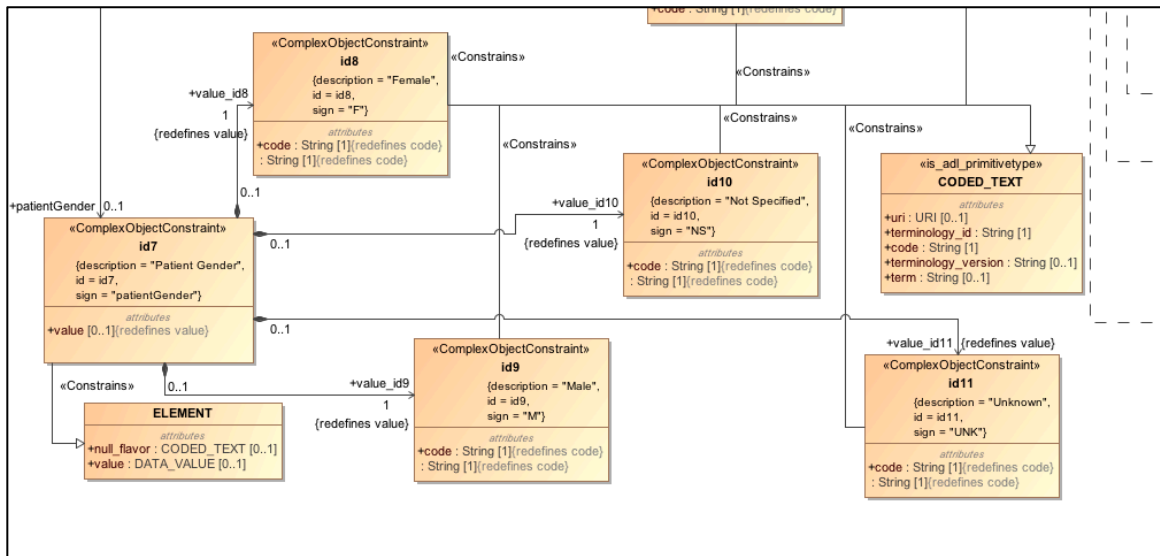 +code : String [1]{redefines code}
«ComplexObjectConstraint»
id8
{description = "Female",
id = id8,
sign = "F"}
attributes
+code : String [1]{redefines code}
: String [1]{redefines code}
«Constrains»
«Constrains»
+value_id8
1
{redefines value}
0..1
«Constrains»
«Constrains»
«ComplexObjectConstraint»
id10
{description = "Not Specified",
id = id10,
sign = "NS"}
attributes
+code : String [1]{redefines code}
: String [1]{redefines code}
+value_id10
1
{redefines value}
0..1
«is_adl_primitivetype»
CODED_TEXT
attributes
+uri : URI [0..1]
+terminology_id : String [1]
+code : String [1]
+terminology_version : String [0..1]
+term : String [0..1]
+patientGender
0..1
«ComplexObjectConstraint»
id7
{description = "Patient Gender",
id = id7,
sign = "patientGender"}
attributes
+value [0..1]{redefines value}
0..1
+value_id11
{redefines value}
1
«ComplexObjectConstraint»
id9
{description = "Male",
id = id9,
sign = "M"}
attributes
+code : String [1]{redefines code}
: String [1]{redefines code}
0..1
+value_id9
1
{redefines value}
«Constrains»
ELEMENT
attributes
+null_flavor : CODED_TEXT [0..1]
+value : DATA_VALUE [0..1]
«ComplexObjectConstraint»
id11
{description = "Unknown",
id = id11,
sign = "UNK"}
attributes
+code : String [1]{redefines code}
: String [1]{redefines code}